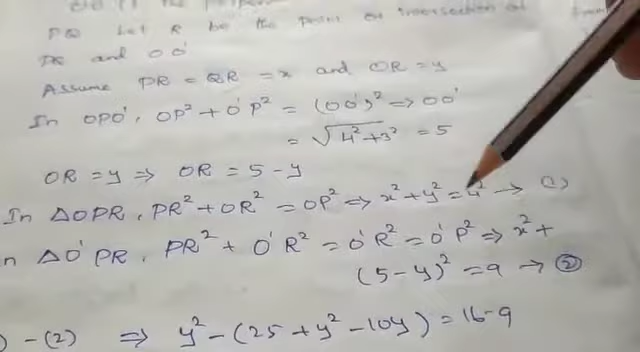 PQ Let R be the point of intersection of
PQ and OO'
Assume PR = QR = x and OR = y
In OPO', OP² + O'P² = (OO')² ⇒ OO'
= √4² + 3² = 5
OR = y ⇒ OR = 5 - y
In ΔOPR, PR² + OR² = OP² ⇒ x² + y² = 4² → (1)
n ΔO'PR, PR² + O'R² = O'R² = O'P² ⇒ x² +
(5 - y)² = 9 → ②
) - (2) ⇒ y² - (25 + y² - 10y) = 16 - 9